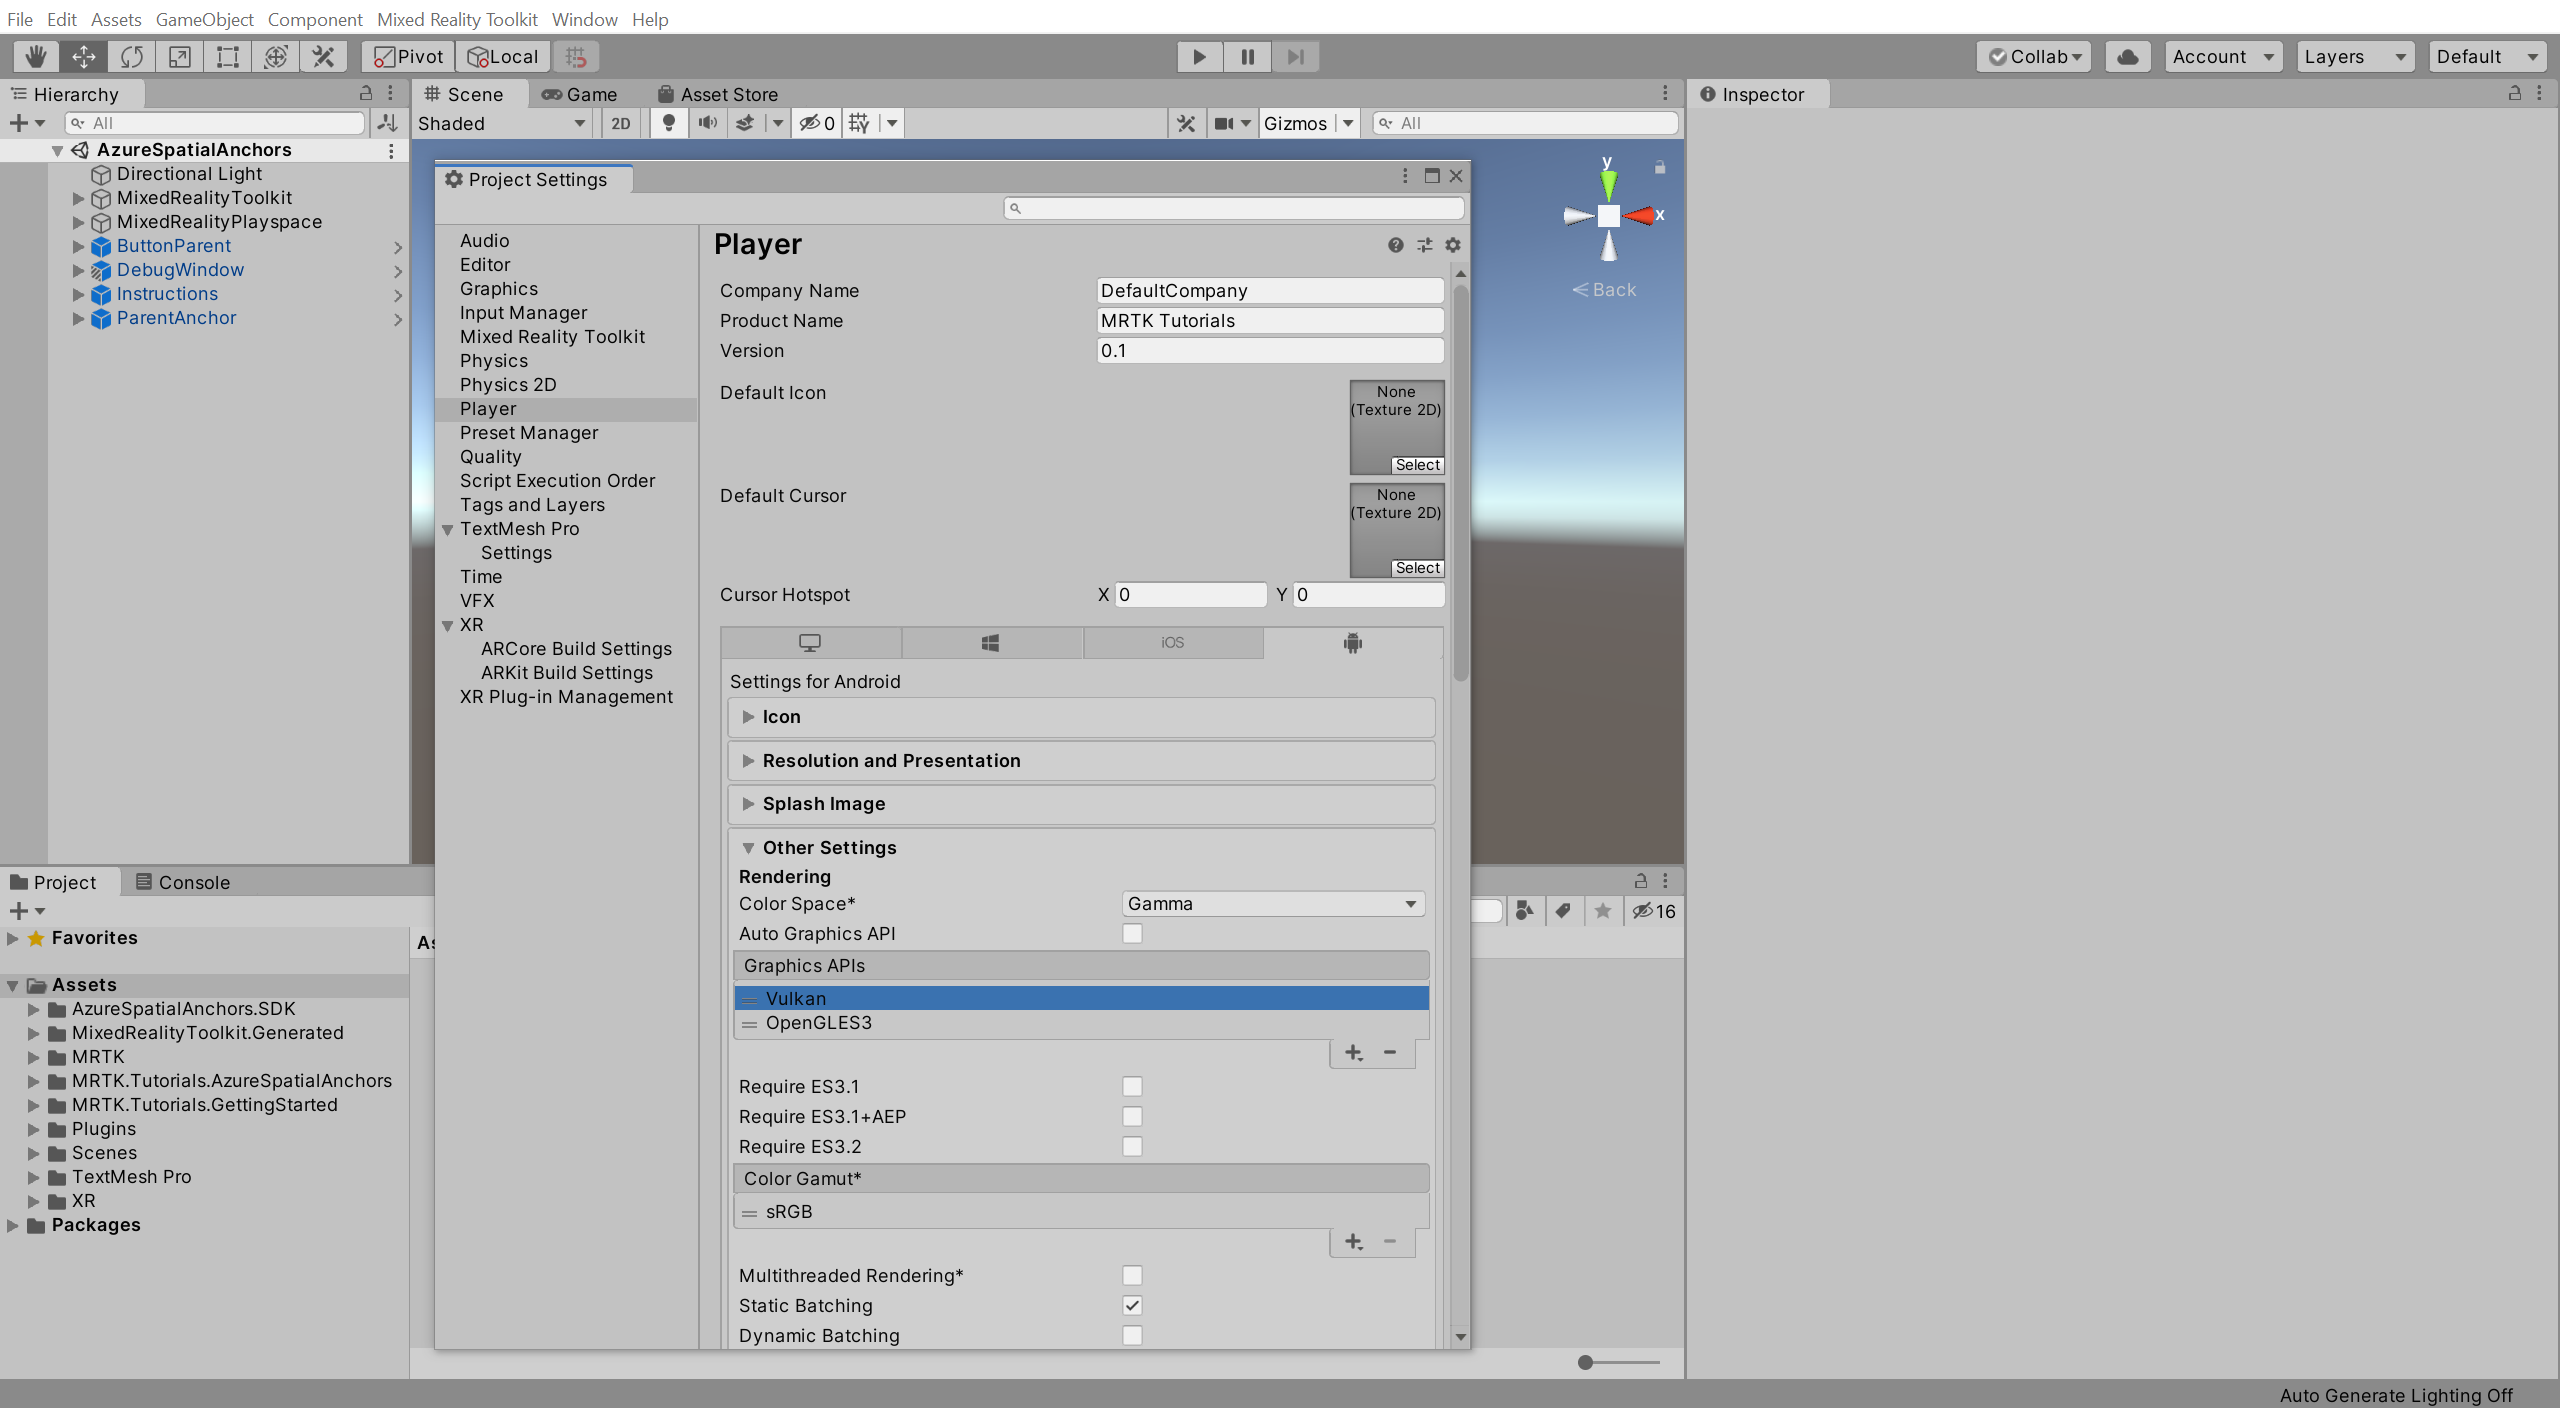 File Edit Assets GameObject Component Mixed Reality Toolkit Window Help
Pivot Local Collab Account Layers Default
Hierarchy
All
AzureSpatialAnchors
Directional Light
MixedRealityToolkit
MixedRealityPlayspace
ButtonParent
DebugWindow
Instructions
ParentAnchor
Scene Game Asset Store
Shaded 2D 0 Gizmos All
y
x
Back
Inspector
Project Settings
Audio
Editor
Graphics
Input Manager
Mixed Reality Toolkit
Physics
Physics 2D
Player
Preset Manager
Quality
Script Execution Order
Tags and Layers
TextMesh Pro
Settings
Time
VFX
XR
ARCore Build Settings
ARKit Build Settings
XR Plug-in Management
Player
Company Name DefaultCompany
Product Name MRTK Tutorials
Version 0.1
Default Icon None
(Texture 2D)
Select
Default Cursor None
(Texture 2D)
Select
Cursor Hotspot X 0 Y 0
iOS
Settings for Android
Icon
Resolution and Presentation
Splash Image
Other Settings
Rendering
Color Space* Gamma
Auto Graphics API
Graphics APIs
Vulkan
OpenGLES3
Require ES3.1
Require ES3.1+AEP
Require ES3.2
Color Gamut*
sRGB
Multithreaded Rendering*
Static Batching
Dynamic Batching
Project Console
16
Favorites
Assets
AzureSpatialAnchors.SDK
MixedRealityToolkit.Generated
MRTK
MRTK.Tutorials.AzureSpatialAnchors
MRTK.Tutorials.GettingStarted
Plugins
Scenes
TextMesh Pro
XR
Packages
Auto Generate Lighting Off